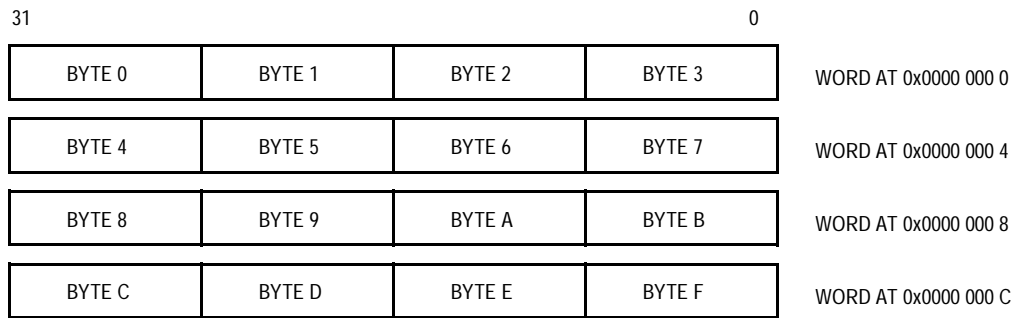 31 0
BYTE 0 BYTE 1 BYTE 2 BYTE 3 WORD AT 0x0000 000 0
BYTE 4 BYTE 5 BYTE 6 BYTE 7 WORD AT 0x0000 000 4
BYTE 8 BYTE 9 BYTE A BYTE B WORD AT 0x0000 000 8
BYTE C BYTE D BYTE E BYTE F WORD AT 0x0000 000 C